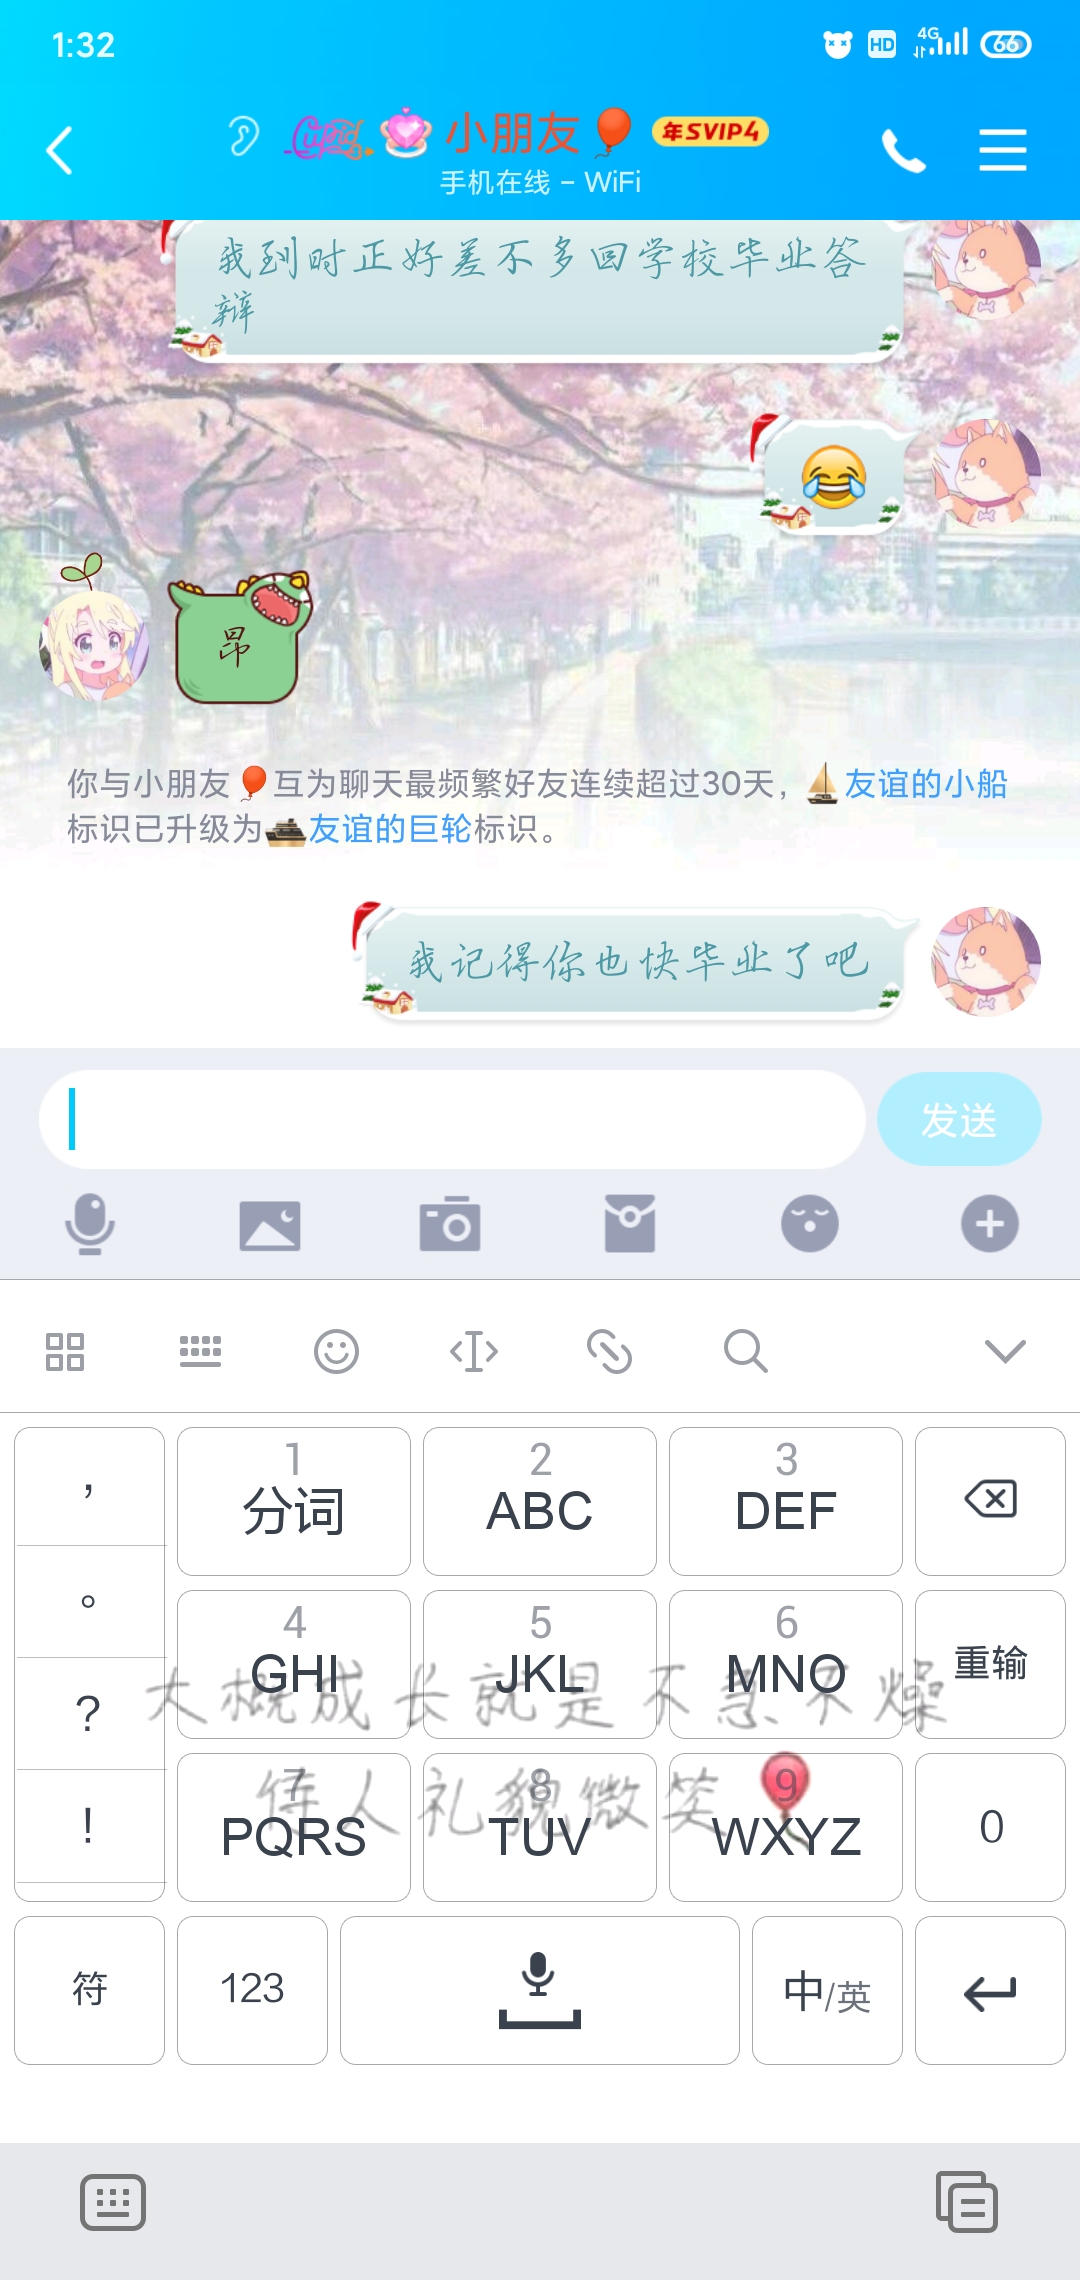 1:32
HD
4G
66
Cupid
小朋友🎈
年SVIP4
手机在线 - WiFi
我到时正好差不多回学校毕业答
辩
昂
你与小朋友🎈互为聊天最频繁好友连续超过30天，友谊的小船
标识已升级为友谊的巨轮标识。
我记得你也快毕业了吧
发送
，
。
?
!
1
分词
2
ABC
3
DEF
4
GHI
5
JKL
6
MNO
重输
大概成长就是不急不燥
7
PQRS
8
TUV
9
WXYZ
0
待人礼貌微笑🎈
符
123
中/英